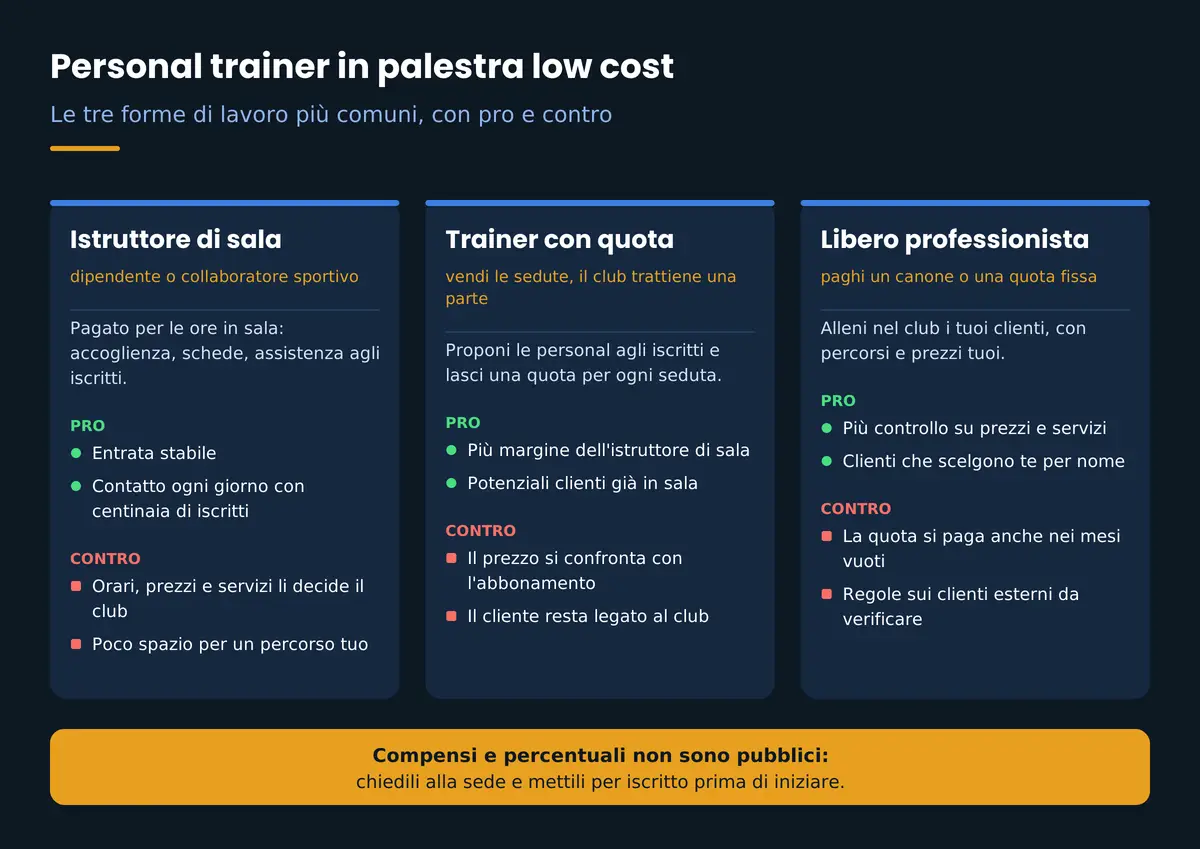 Personal trainer in palestra low cost
Le tre forme di lavoro più comuni, con pro e contro
Istruttore di sala
dipendente o collaboratore sportivo
Pagato per le ore in sala:
accoglienza, schede, assistenza agli
iscritti.
PRO
Entrata stabile
Contatto ogni giorno con
centinaia di iscritti
CONTRO
Orari, prezzi e servizi li decide il
club
Poco spazio per un percorso tuo
Trainer con quota
vendi le sedute, il club trattiene una
parte
Proponi le personal agli iscritti e
lasci una quota per ogni seduta.
PRO
Più margine dell'istruttore di sala
Potenziali clienti già in sala
CONTRO
Il prezzo si confronta con
l'abbonamento
Il cliente resta legato al club
Libero professionista
paghi un canone o una quota fissa
Alleni nel club i tuoi clienti, con
percorsi e prezzi tuoi.
PRO
Più controllo su prezzi e servizi
Clienti che scelgono te per nome
CONTRO
La quota si paga anche nei mesi
vuoti
Regole sui clienti esterni da
verificare
Compensi e percentuali non sono pubblici:
chiedili alla sede e mettili per iscritto prima di iniziare.